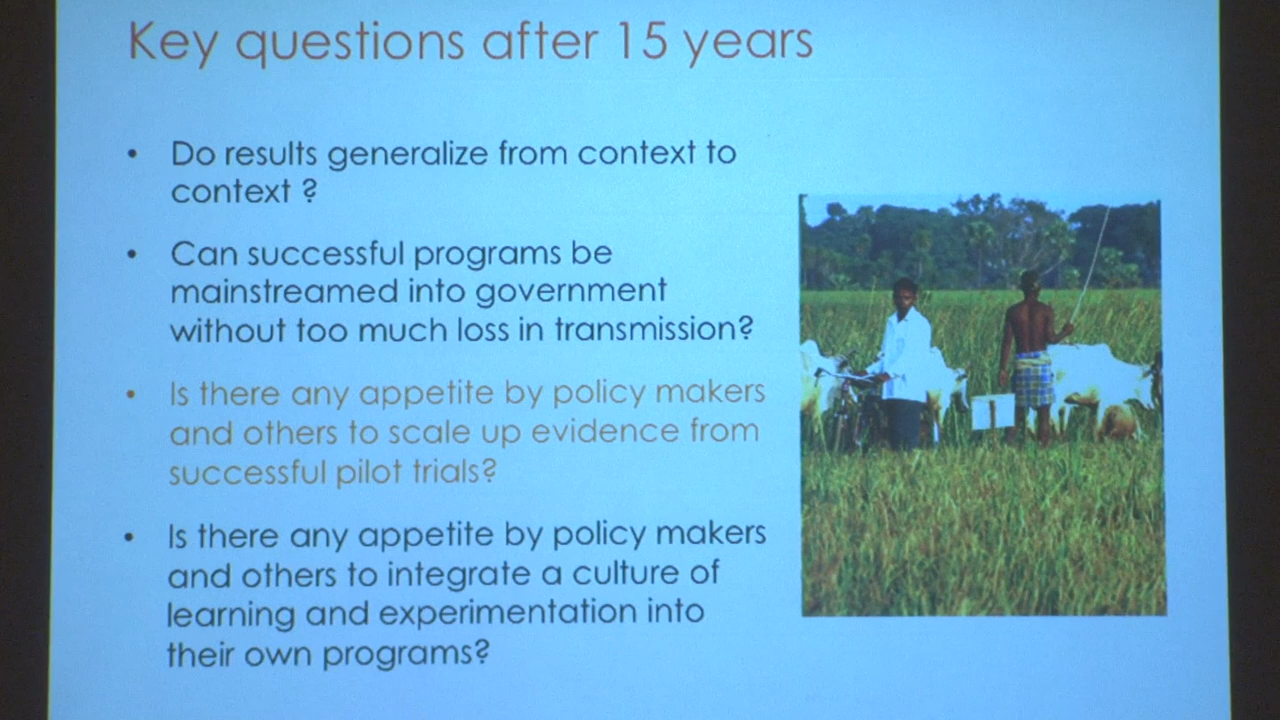 Key questions after 15 years
• Do results generalize from context to
context ?
• Can successful programs be
mainstreamed into government
without too much loss in transmission?
• Is there any appetite by policy makers
and others to scale up evidence from
successful pilot trials?
• Is there any appetite by policy makers
and others to integrate a culture of
learning and experimentation into
their own programs?